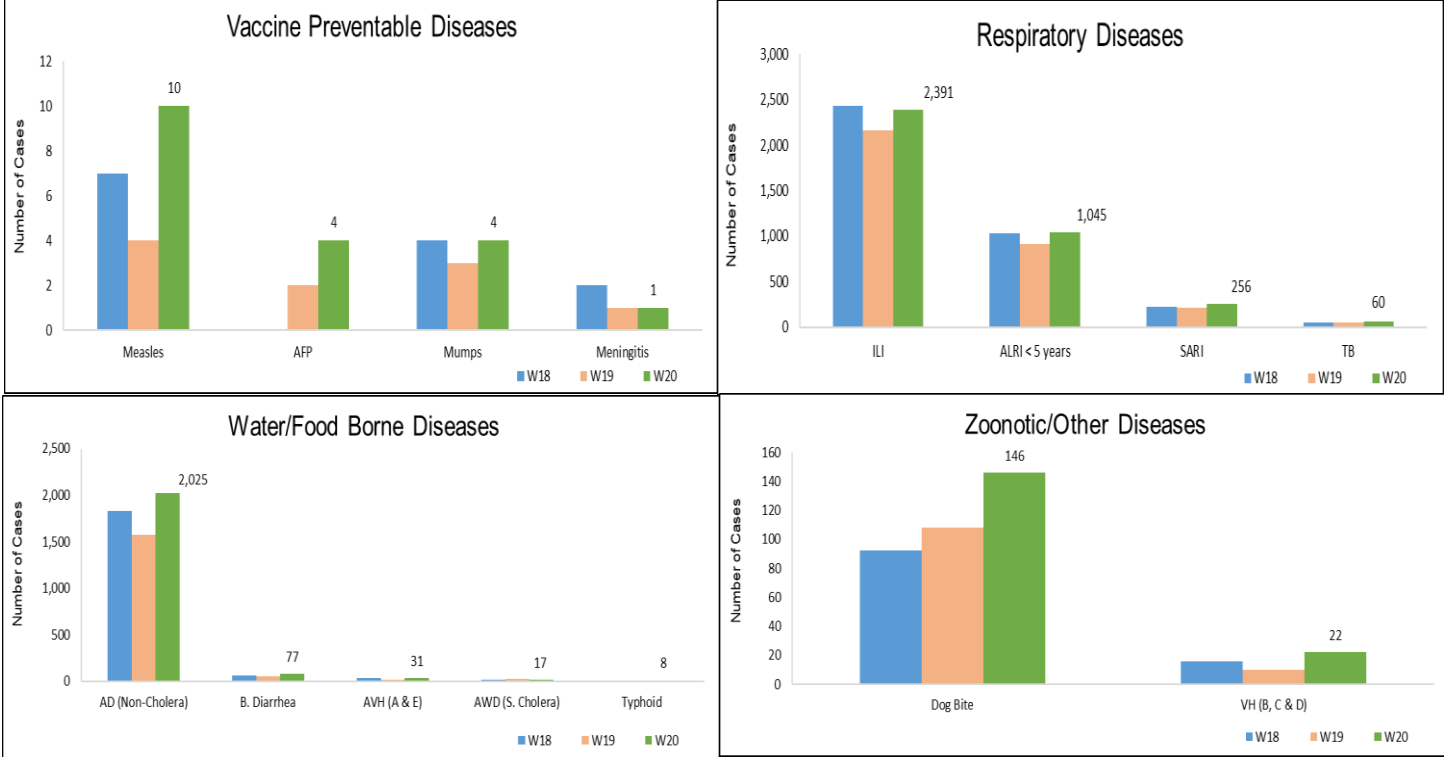 Vaccine Preventable Diseases
Number of Cases
12
10
8
6
4
2
0
10
4
4
1
Measles AFP Mumps Meningitis
W18 W19 W20
Respiratory Diseases
Number of Cases
3,000
2,500
2,000
1,500
1,000
500
0
2,391
1,045
256
60
ILI ALRI < 5 years SARI TB
W18 W19 W20
Water/Food Borne Diseases
Number of Cases
2,500
2,000
1,500
1,000
500
0
2,025
77
31
17
8
AD (Non-Cholera) B. Diarrhea AVH (A & E) AWD (S. Cholera) Typhoid
W18 W19 W20
Zoonotic/Other Diseases
Number of Cases
160
140
120
100
80
60
40
20
0
146
22
Dog Bite VH (B, C & D)
W18 W19 W20